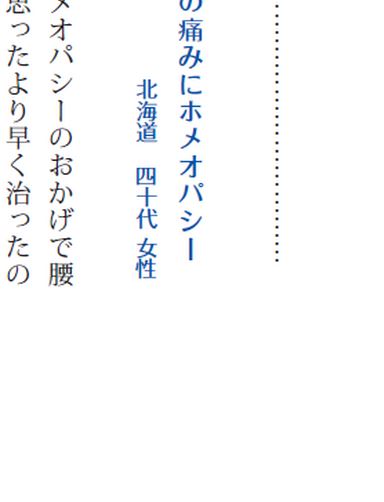 の痛みにホメオパシー
北海道　四十代 女性
メオパシーのおかげで腰
思ったより早く治ったの